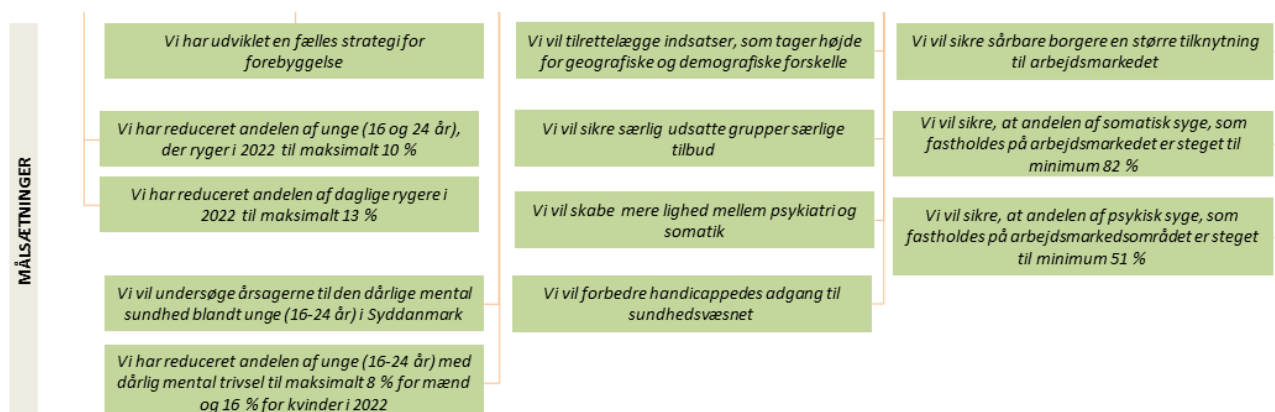 MÅLSÆTNINGER
Vi har udviklet en fælles strategi for
forebyggelse
Vi har reduceret andelen af unge (16 og 24 år),
der ryger i 2022 til maksimalt 10 %
Vi har reduceret andelen af daglige rygere i
2022 til maksimalt 13 %
Vi vil undersøge årsagerne til den dårlige mental
sundhed blandt unge (16-24 år) i Syddanmark
Vi har reduceret andelen af unge (16-24 år) med
dårlig mental trivsel til maksimalt 8 % for mænd
og 16 % for kvinder i 2022
Vi vil tilrettelægge indsatser, som tager højde
for geografiske og demografiske forskelle
Vi vil sikre særlig udsatte grupper særlige
tilbud
Vi vil skabe mere lighed mellem psykiatri og
somatik
Vi vil forbedre handicappedes adgang til
sundhedsvæsnet
Vi vil sikre sårbare borgere en større tilknytning
til arbejdsmarkedet
Vi vil sikre, at andelen af somatisk syge, som
fastholdes på arbejdsmarkedet er steget til
minimum 82 %
Vi vil sikre, at andelen af psykisk syge, som
fastholdes på arbejdsmarkedsområdet er steget
til minimum 51 %